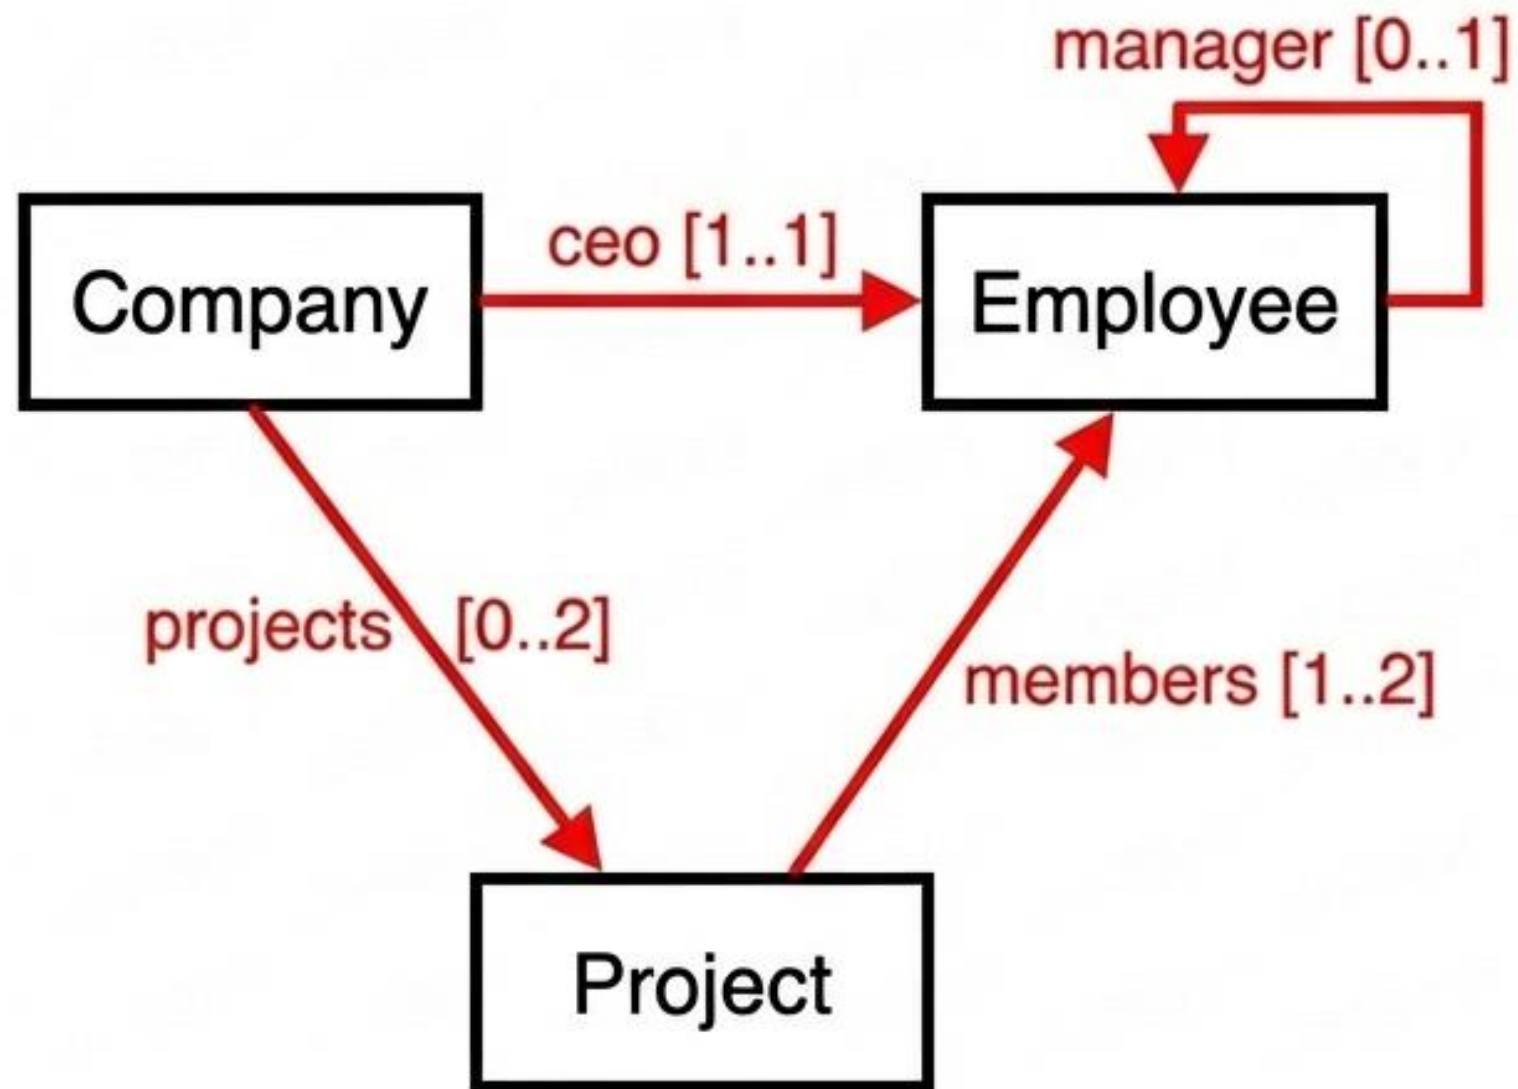 manager [0..1]
ceo [1..1]
Company
Employee
projects [0..2]
members [1..2]
Project